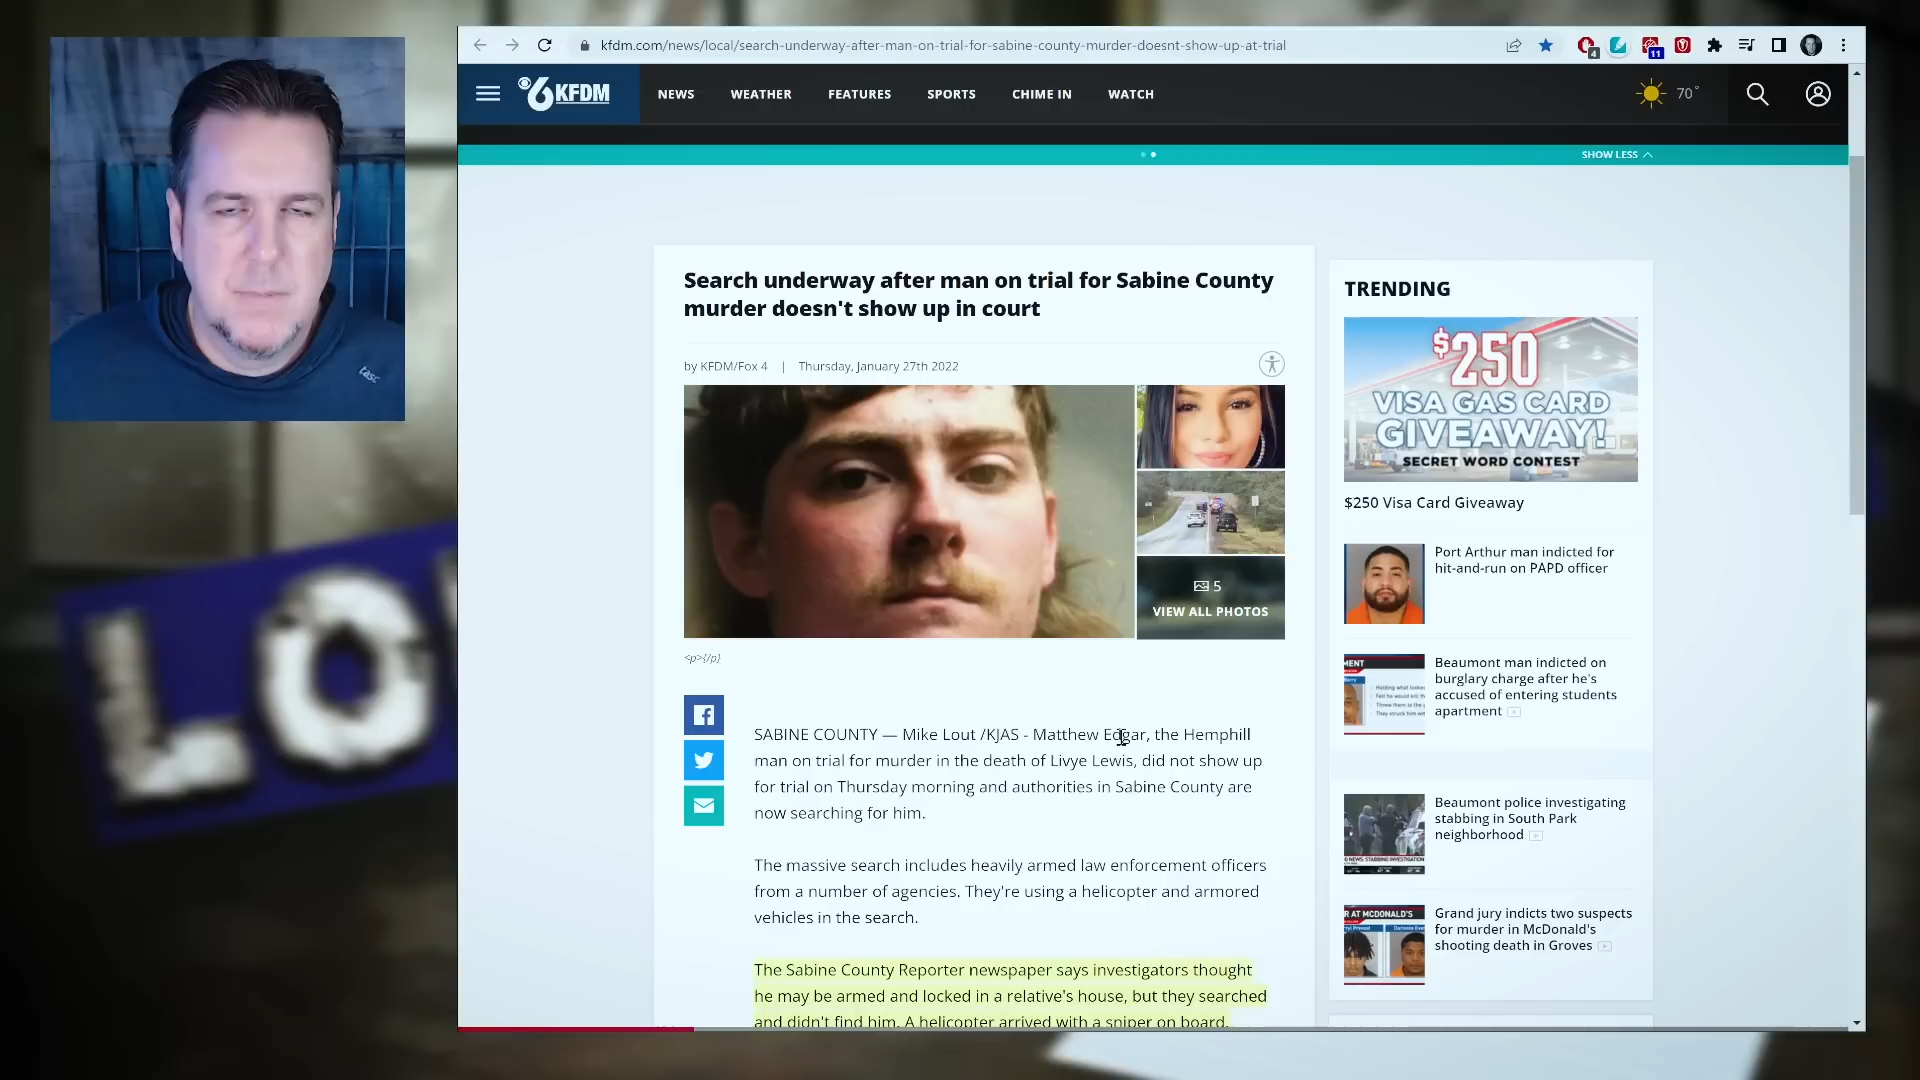 kfdm.com/news/local/search-underway-after-man-on-trial-for-sabine-county-murder-doesnt-show-up-at-trial
4
11
6 KFDM
NEWS
WEATHER
FEATURES
SPORTS
CHIME IN
WATCH
70°
SHOW LESS
Search underway after man on trial for Sabine County
murder doesn't show up in court
by KFDM/Fox 4 | Thursday, January 27th 2022
5
VIEW ALL PHOTOS
<p>{/p}
SABINE COUNTY — Mike Lout /KJAS - Matthew Edgar, the Hemphill
man on trial for murder in the death of Livye Lewis, did not show up
for trial on Thursday morning and authorities in Sabine County are
now searching for him.
The massive search includes heavily armed law enforcement officers
from a number of agencies. They're using a helicopter and armored
vehicles in the search.
The Sabine County Reporter newspaper says investigators thought
he may be armed and locked in a relative's house, but they searched
and didn't find him. A helicopter arrived with a sniper on board.
TRENDING
$250
VISA GAS CARD
GIVEAWAY!
SECRET WORD CONTEST
$250 Visa Card Giveaway
Port Arthur man indicted for
hit-and-run on PAPD officer
Beaumont man indicted on
burglary charge after he's
accused of entering students
apartment
Beaumont police investigating
stabbing in South Park
neighborhood
R AT MCDONALD'S
Grand jury indicts two suspects
for murder in McDonald's
shooting death in Groves
LO